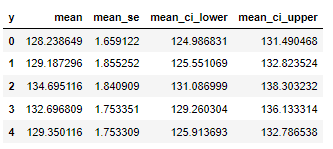 y mean mean_se mean_ci_lower mean_ci_upper
0 128.238649 1.659122 124.986831 131.490468
1 129.187296 1.855252 125.551069 132.823524
2 134.695116 1.840909 131.086999 138.303232
3 132.696809 1.753351 129.260304 136.133314
4 129.350116 1.753309 125.913693 132.786538